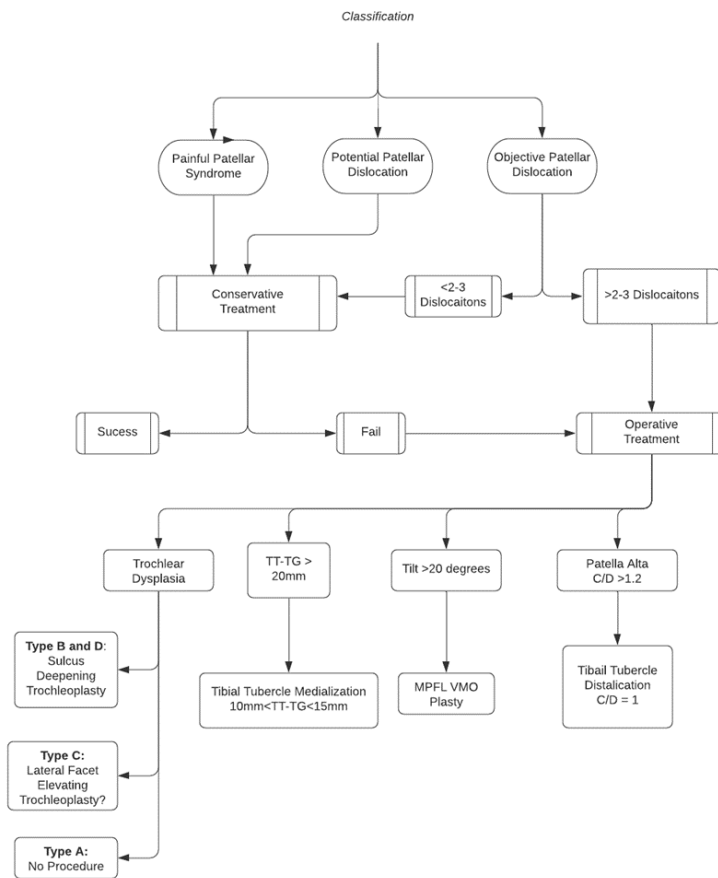 Classification
Painful Patellar
Syndrome
Potential Patellar
Dislocation
Objective Patellar
Dislocation
Conservative
Treatment
<2-3
Dislocaitons
>2-3 Dislocaitons
Sucess
Fail
Operative
Treatment
Trochlear
Dysplasia
TT-TG >
20mm
Tilt >20 degrees
Patella Alta
C/D >1.2
Type B and D:
Sulcus
Deepening
Trochleoplasty
Tibial Tubercle Medialization
10mm<TT-TG<15mm
MPFL VMO
Plasty
Tibail Tubercle
Distalication
C/D = 1
Type C:
Lateral Facet
Elevating
Trochleoplasty?
Type A:
No Procedure